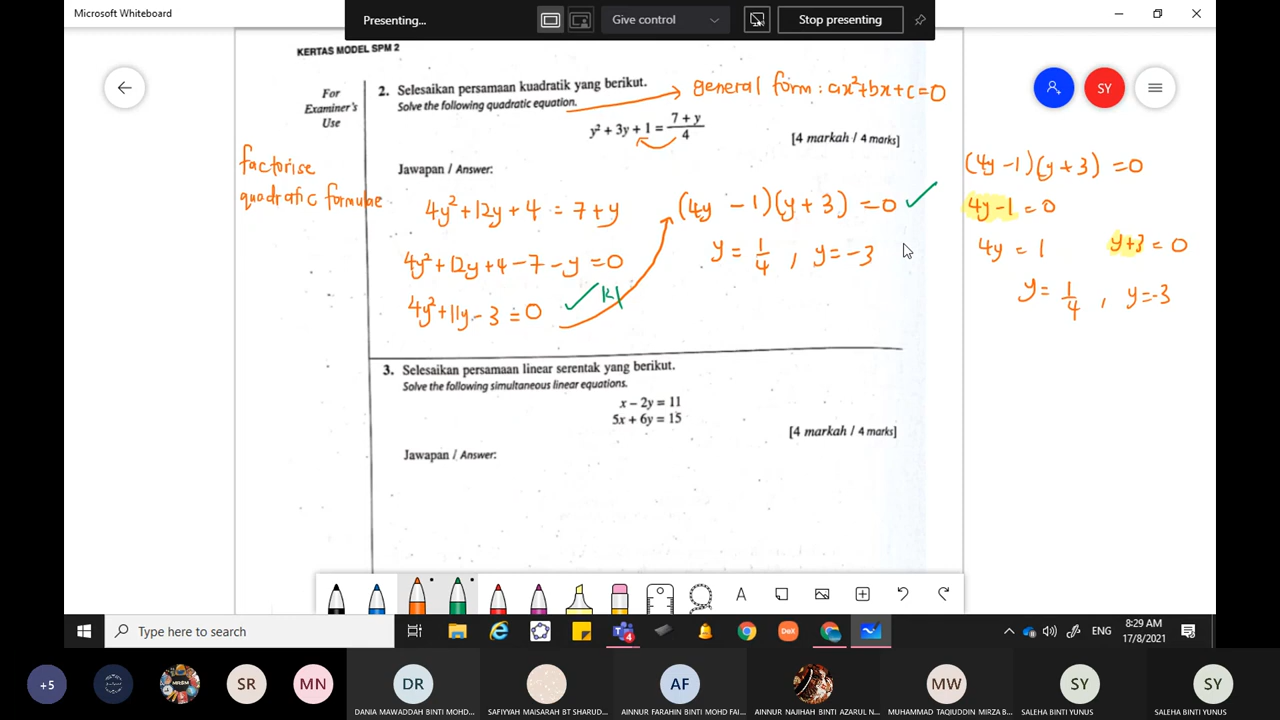 Microsoft Whiteboard
Presenting...
Give control
Stop presenting
SY
KERTAS MODEL SPM 2
For
Examiner's
Use
2. Selesaikan persamaan kuadratik yang berikut.
Solve the following quadratic equation.
general form : ax²+bx+c=0
y² + 3y + 1 = (7 + y)/4
[4 markah / 4 marks]
Jawapan / Answer:
factorise
quadratic formulae
4y²+12y+4 = 7+y
4y²+12y+4-7-y=0
4y²+11y-3=0
✓ K1
(4y -1)(y+3) =0 ✓
y = 1/4 , y=-3
(4y-1)(y+3) =0
4y-1 =0
4y = 1
y+3 =0
y= 1/4 , y=-3
3. Selesaikan persamaan linear serentak yang berikut.
Solve the following simultaneous linear equations.
x – 2y = 11
5x + 6y = 15
[4 markah / 4 marks]
Jawapan / Answer:
A
Type here to search
4
DeX
ENG
8:29 AM
17/8/2021
+5
MRSM
SR
MN
DR
AF
MW
SY
SY
DANIA MAWADDAH BINTI MOHD...
SAFIYYAH MAISARAH BT SHARUD...
AINNUR FARAHIN BINTI MOHD FAI...
AINNUR NAJIHAH BINTI AZARUL N...
MUHAMMAD TAQIUDDIN MIRZA B...
SALEHA BINTI YUNUS
SALEHA BINTI YUNUS